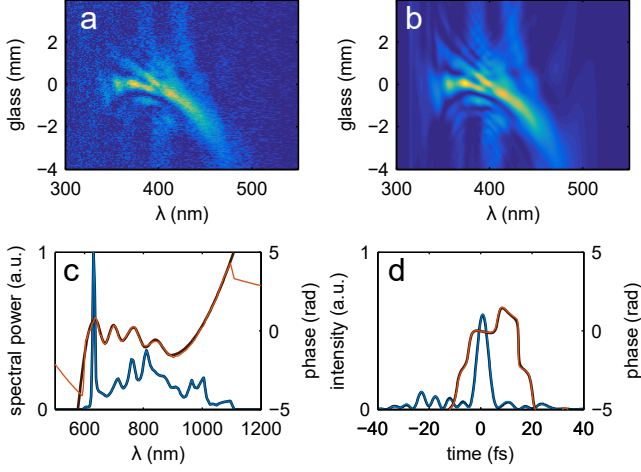 a
b
glass (mm)
2
0
−2
−4
300
400
500
λ (nm)
glass (mm)
2
0
−2
−4
300
400
500
λ (nm)
c
spectral power (a.u.)
1
0
5
0
−5
phase (rad)
600
800
1000
1200
λ (nm)
d
intensity (a.u.)
1
0
5
0
−5
phase (rad)
−40
−20
0
20
40
time (fs)